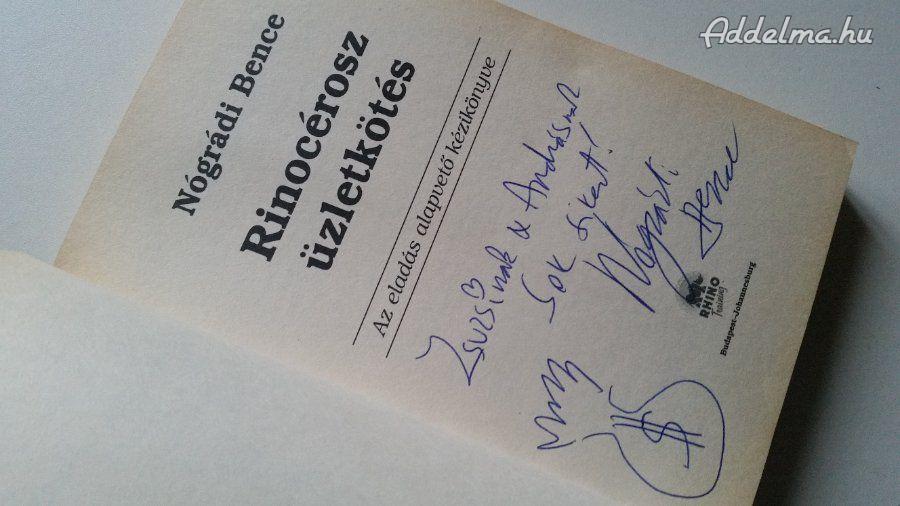 Addelma.hu
Nógrádi Bence
Rinocérosz
üzletkötés
Az eladás alapvető kézikönyve
Zsuzsinak & Andrásnak
Sok sikert!
Nógrádi
Bence
RHINO
Training
Budapest–Johannesburg
$